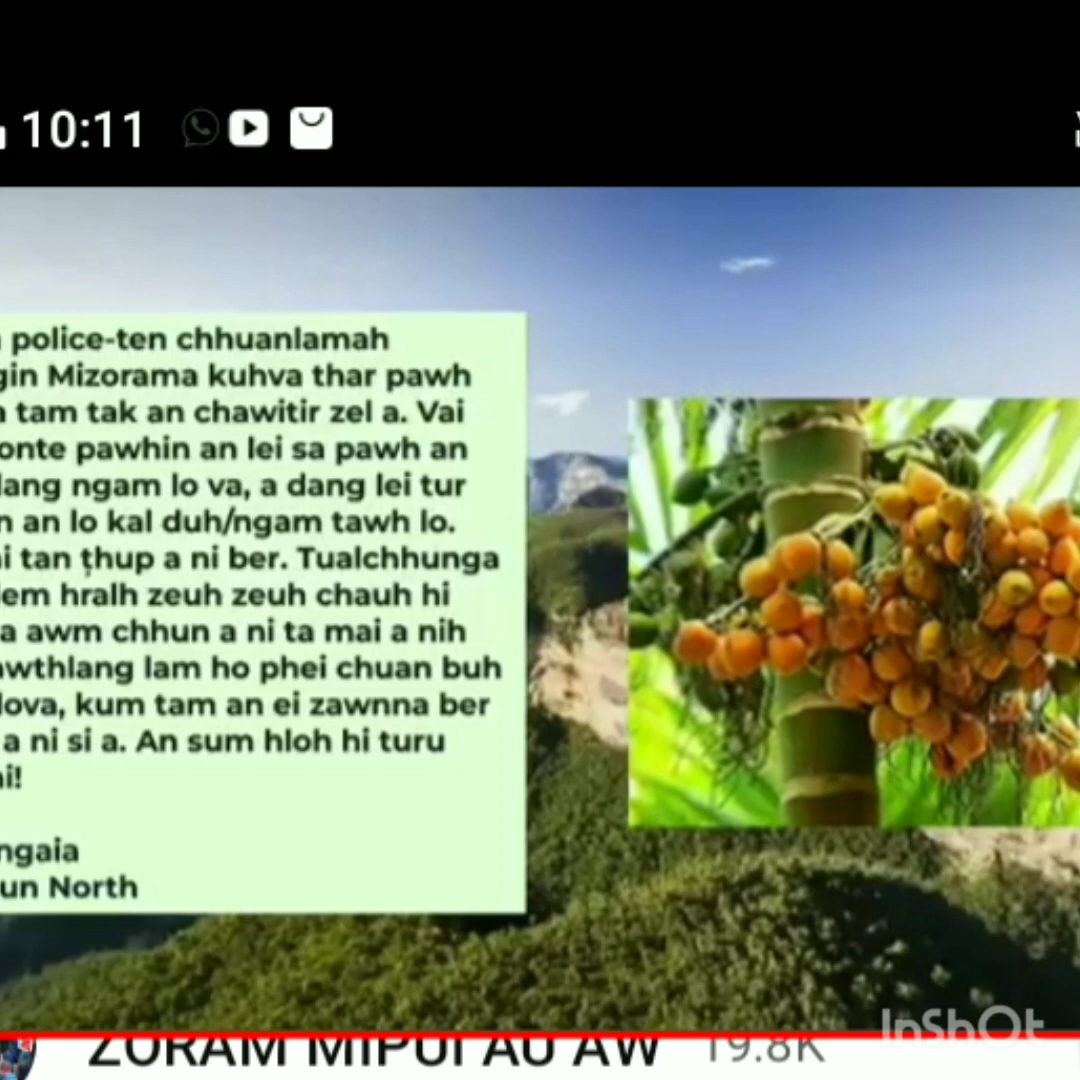 10:11
police-ten chhuanlamah
gin Mizorama kuhva thar pawh
tam tak an chawitir zel a. Vai
onte pawhin an lei sa pawh an
lang ngam lo va, a dang lei tur
n an lo kal duh/ngam tawh lo.
i tan ṭhup a ni ber. Tualchhunga
em hralh zeuh zeuh chauh hi
a awm chhun a ni ta mai a nih
wthlang lam ho phei chuan buh
lova, kum tam an ei zawnna ber
a ni si a. An sum hloh hi turu
i!
ngaia
un North
InShOt
ZORAM MIPUI AU AW 19.8K